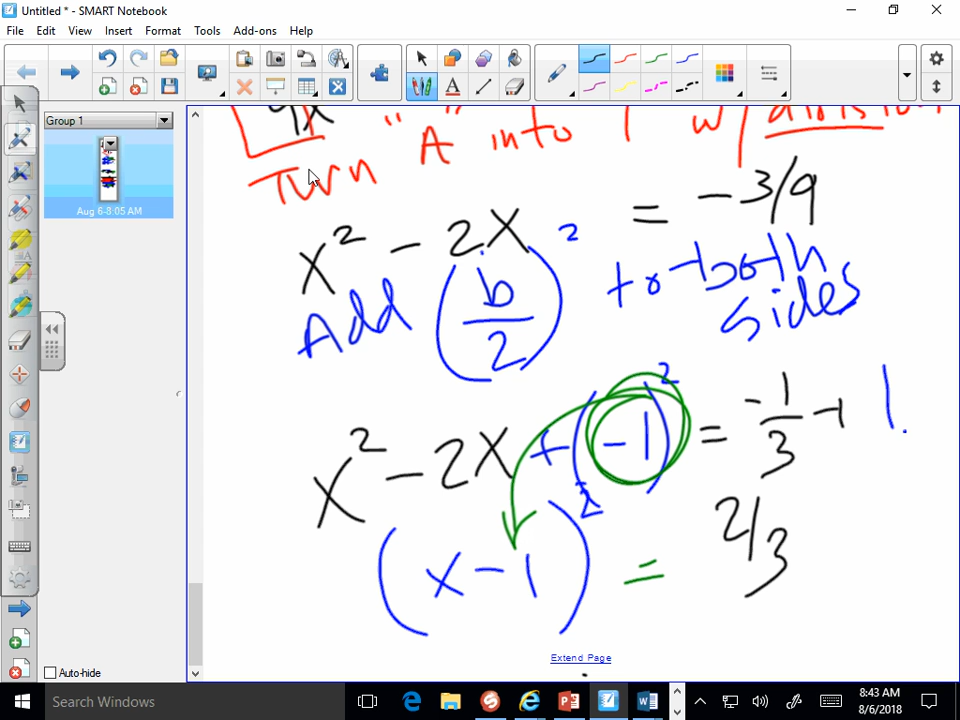 Untitled * - SMART Notebook
File Edit View Insert Format Tools Add-ons Help
Group 1
Aug 6-8:05 AM
9x
Turn "A" into 1 w/ division
x² - 2x = -3/9
Add (b/2)² to both
sides
x² - 2x + (-1)² = -1/3 + 1
(x - 1)² = 2/3
Extend Page
Auto-hide
Search Windows
8:43 AM
8/6/2018